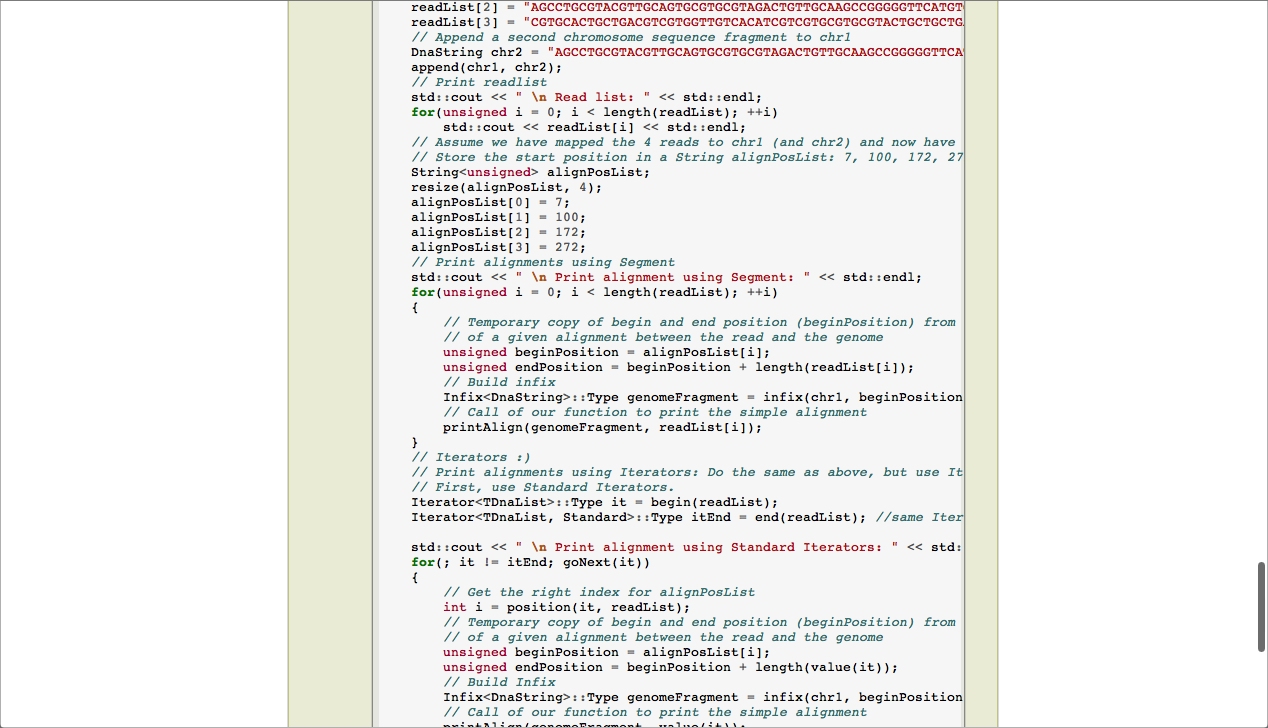 readList[2] = "AGCCTGCGTACGTTGCAGTGCGTGCGTAGACTGTTGCAAGCCGGGGGTTCATGT
readList[3] = "CGTGCACTGCTGACGTCGTGGTTGTCACATCGTCGTGCGTGCGTACTGCTGCTG
// Append a second chromosome sequence fragment to chr1
DnaString chr2 = "AGCCTGCGTACGTTGCAGTGCGTGCGTAGACTGTTGCAAGCCGGGGGTTCA
append(chr1, chr2);
// Print readlist
std::cout << " \n Read list: " << std::endl;
for(unsigned i = 0; i < length(readList); ++i)
    std::cout << readList[i] << std::endl;
// Assume we have mapped the 4 reads to chr1 (and chr2) and now have
// Store the start position in a String alignPosList: 7, 100, 172, 27
String<unsigned> alignPosList;
resize(alignPosList, 4);
alignPosList[0] = 7;
alignPosList[1] = 100;
alignPosList[2] = 172;
alignPosList[3] = 272;
// Print alignments using Segment
std::cout << " \n Print alignment using Segment: " << std::endl;
for(unsigned i = 0; i < length(readList); ++i)
{
    // Temporary copy of begin and end position (beginPosition) from
    // of a given alignment between the read and the genome
    unsigned beginPosition = alignPosList[i];
    unsigned endPosition = beginPosition + length(readList[i]);
    // Build infix
    Infix<DnaString>::Type genomeFragment = infix(chr1, beginPosition
    // Call of our function to print the simple alignment
    printAlign(genomeFragment, readList[i]);
}
// Iterators :)
// Print alignments using Iterators: Do the same as above, but use It
// First, use Standard Iterators.
Iterator<TDnaList>::Type it = begin(readList);
Iterator<TDnaList, Standard>::Type itEnd = end(readList); //same Iter
std::cout << " \n Print alignment using Standard Iterators: " << std:
for(; it != itEnd; goNext(it))
{
    // Get the right index for alignPosList
    int i = position(it, readList);
    // Temporary copy of begin and end position (beginPosition) from
    // of a given alignment between the read and the genome
    unsigned beginPosition = alignPosList[i];
    unsigned endPosition = beginPosition + length(value(it));
    // Build Infix
    Infix<DnaString>::Type genomeFragment = infix(chr1, beginPosition
    // Call of our function to print the simple alignment
    printAlign(genomeFragment, value(it));